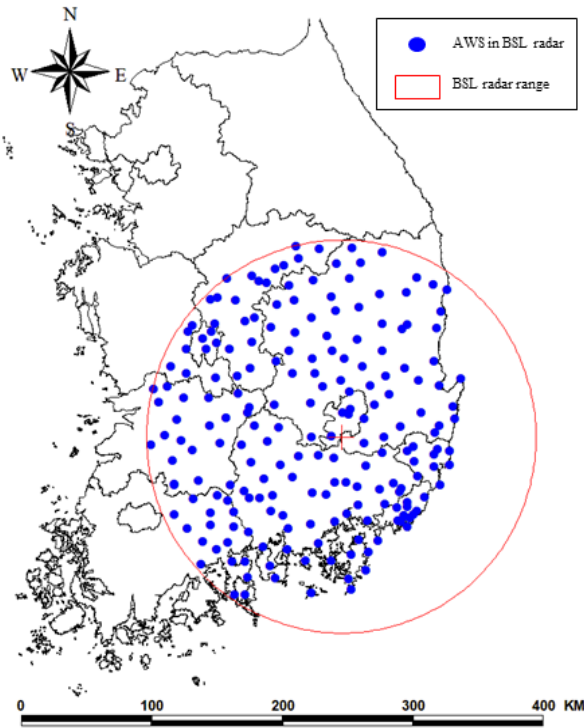 N
W E
S
AWS in BSL radar
BSL radar range
0 100 200 300 400 KM